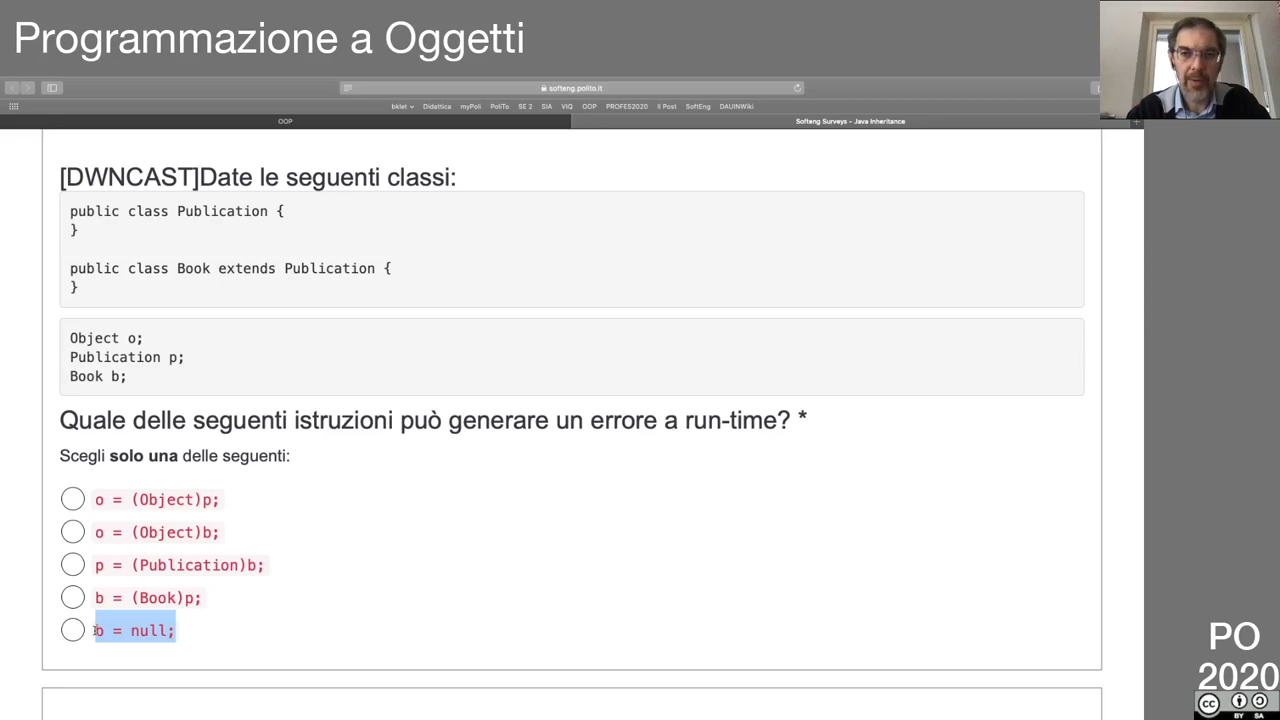 Programmazione a Oggetti
softeng.polito.it
bklet
Didattica
myPoli
PoliTo
SE 2
SIA
VIQ
OOP
PROFES2020
Il Post
SoftEng
DAUINWiki
OOP
Softeng Surveys - Java Inheritance
[DWNCAST]Date le seguenti classi:
public class Publication {
}
public class Book extends Publication {
}
Object o;
Publication p;
Book b;
Quale delle seguenti istruzioni può generare un errore a run-time? *
Scegli solo una delle seguenti:
o = (Object)p;
o = (Object)b;
p = (Publication)b;
b = (Book)p;
b = null;
PO
2020
CC
BY SA